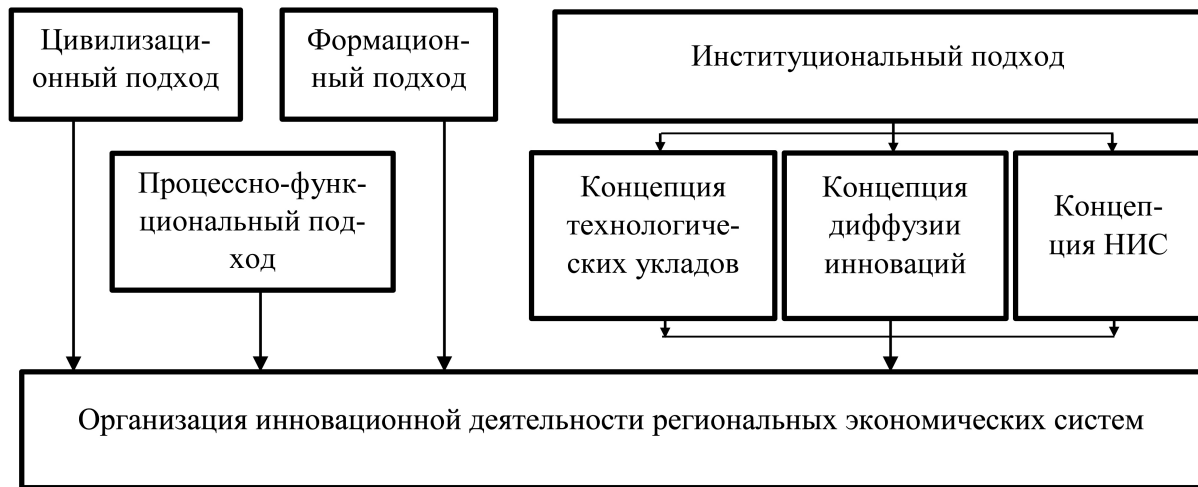 Цивилизаци-
онный подход
Формацион-
ный подход
Институциональный подход
Процессно-функ-
циональный под-
ход
Концепция
технологиче-
ских укладов
Концепция
диффузии
инноваций
Концеп-
ция НИС
Организация инновационной деятельности региональных экономических систем